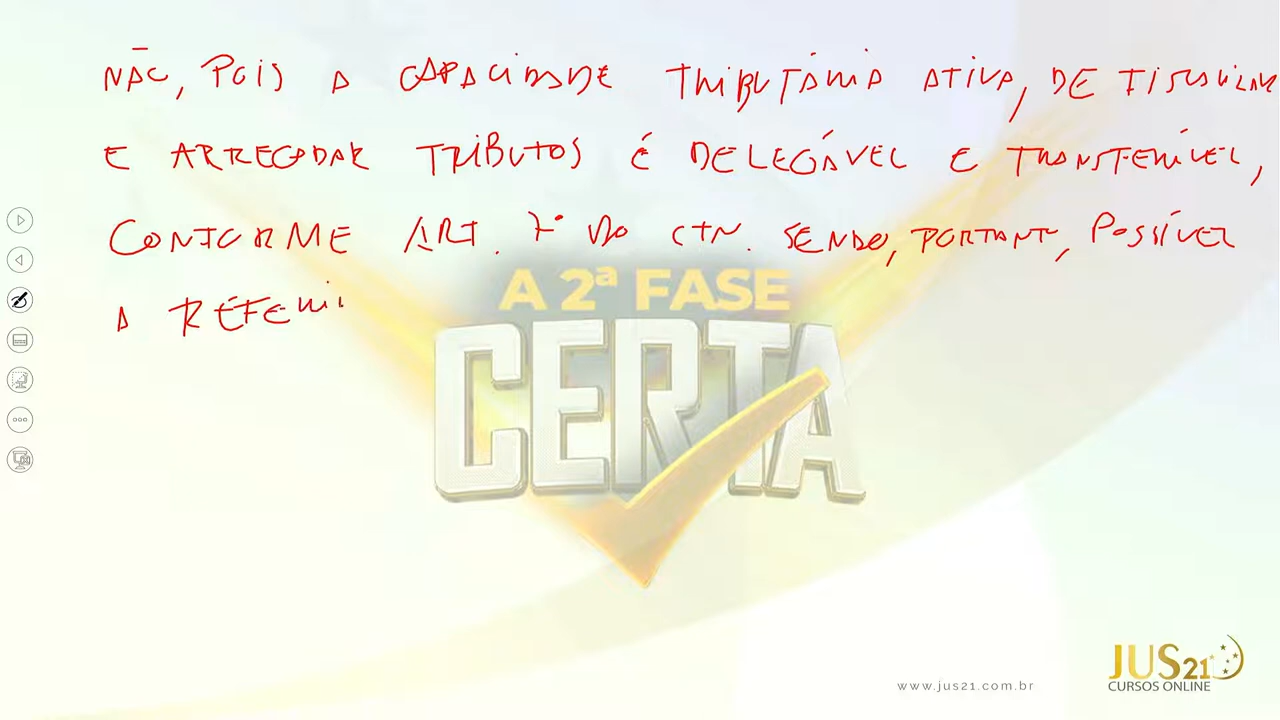 NÃO, POIS A CAPACIDADE TRIBUTÁRIA ATIVA, DE FISCALIZAR
E ARRECADAR TRIBUTOS É DELEGÁVEL E TRANSFERÍVEL,
CONFORME ART. 7º DO CTN. SENDO, PORTANTO, POSSÍVEL
A REFERI
A 2ª FASE
CERTA
JUS21
CURSOS ONLINE
www.jus21.com.br